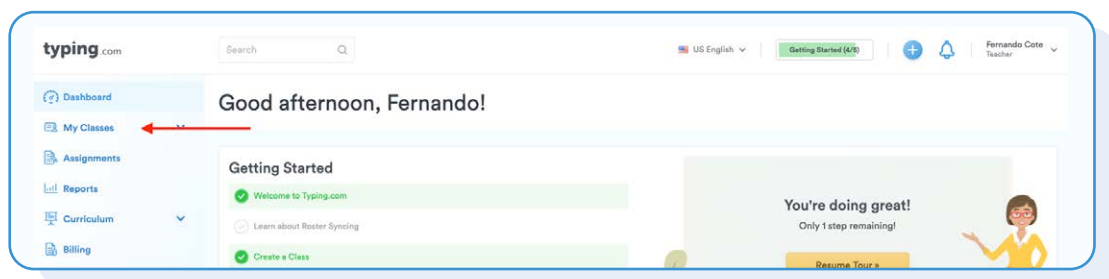 typing.com
Search
US English
Getting Started (4/5)
Fernando Cote
Teacher
Dashboard
My Classes
Assignments
Reports
Curriculum
Billing
Good afternoon, Fernando!
Getting Started
Welcome to Typing.com
Learn about Roster Syncing
Create a Class
You're doing great!
Only 1 step remaining!
Resume Tour »